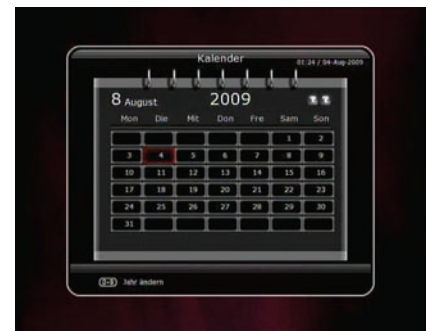 Kalender
01:24 / 04-Aug-2009
8 August 2009
Mon Die Mit Don Fre Sam Son
1 2
3 4 5 6 7 8 9
10 11 12 13 14 15 16
17 18 19 20 21 22 23
24 25 26 27 28 29 30
31
Jahr ändern